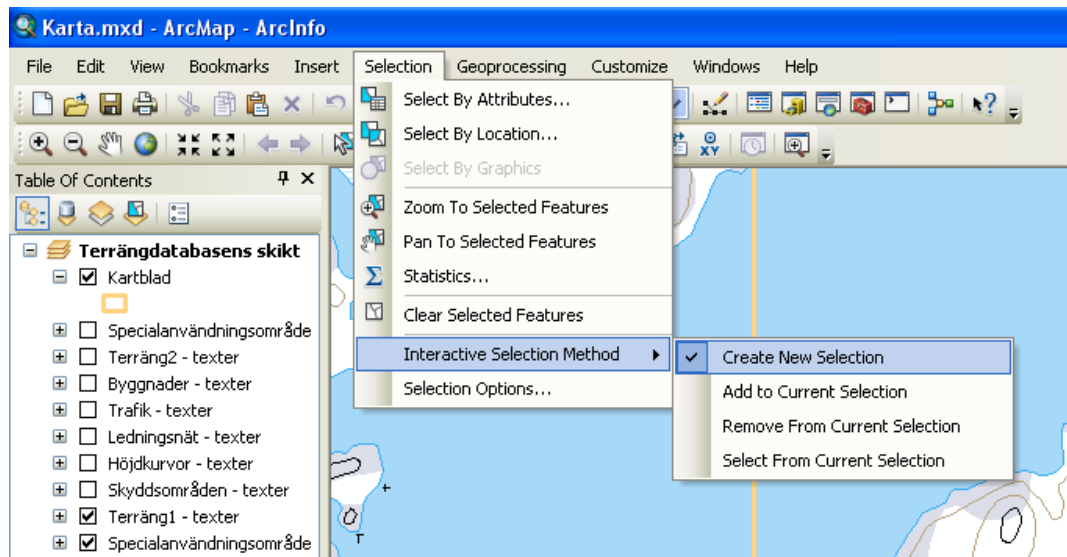 Karta.mxd - ArcMap - ArcInfo
File Edit View Bookmarks Insert Selection Geoprocessing Customize Windows Help
Select By Attributes...
Select By Location...
Select By Graphics
Zoom To Selected Features
Pan To Selected Features
Statistics...
Clear Selected Features
Interactive Selection Method
Selection Options...
Create New Selection
Add to Current Selection
Remove From Current Selection
Select From Current Selection
XY
Table Of Contents
Terrängdatabasens skikt
Kartblad
Specialanvändningsområde
Terräng2 - texter
Byggnader - texter
Trafik - texter
Ledningsnät - texter
Höjdkurvor - texter
Skyddsområden - texter
Terräng1 - texter
Specialanvändningsområde